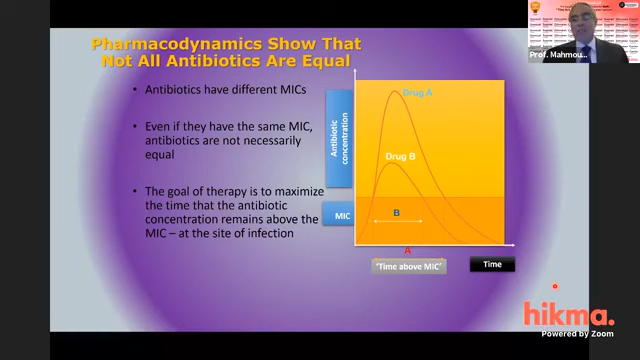 Pharmacodynamics Show That
Not All Antibiotics Are Equal
• Antibiotics have different MICs
• Even if they have the same MIC,
antibiotics are not necessarily
equal
• The goal of therapy is to maximize
the time that the antibiotic
concentration remains above the
MIC – at the site of infection
Antibiotic
concentration
MIC
Drug A
Drug B
B
A
'Time above MIC'
Time
Prof. Mahmou...
hikma.
Powered by Zoom